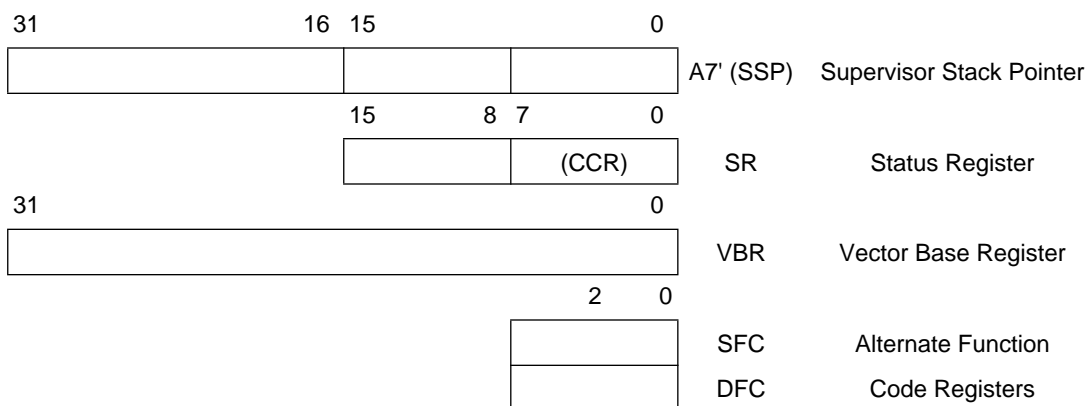 31 16 15 0
A7' (SSP) Supervisor Stack Pointer
15 8 7 0
(CCR) SR Status Register
31 0
VBR Vector Base Register
2 0
SFC Alternate Function
DFC Code Registers